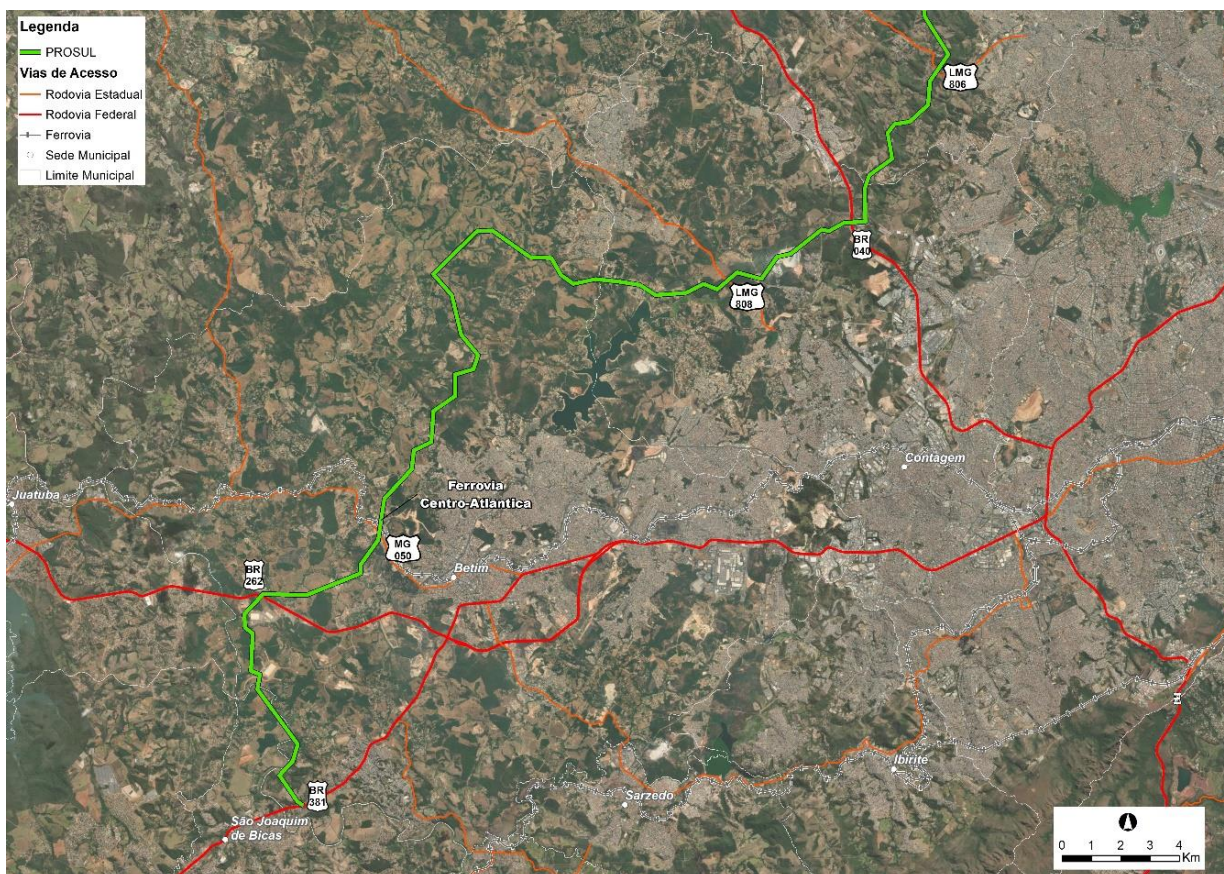 Legenda
PROSUL
Vias de Acesso
Rodovia Estadual
Rodovia Federal
Ferrovia
Sede Municipal
Limite Municipal
LMG
806
BR
040
LMG
808
Contagem
Juatuba
Ferrovia
Centro-Atlântica
MG
050
BR
262
Betim
Ibirité
BR
381
Sarzedo
São Joaquim
de Bicas
0 1 2 3 4
Km